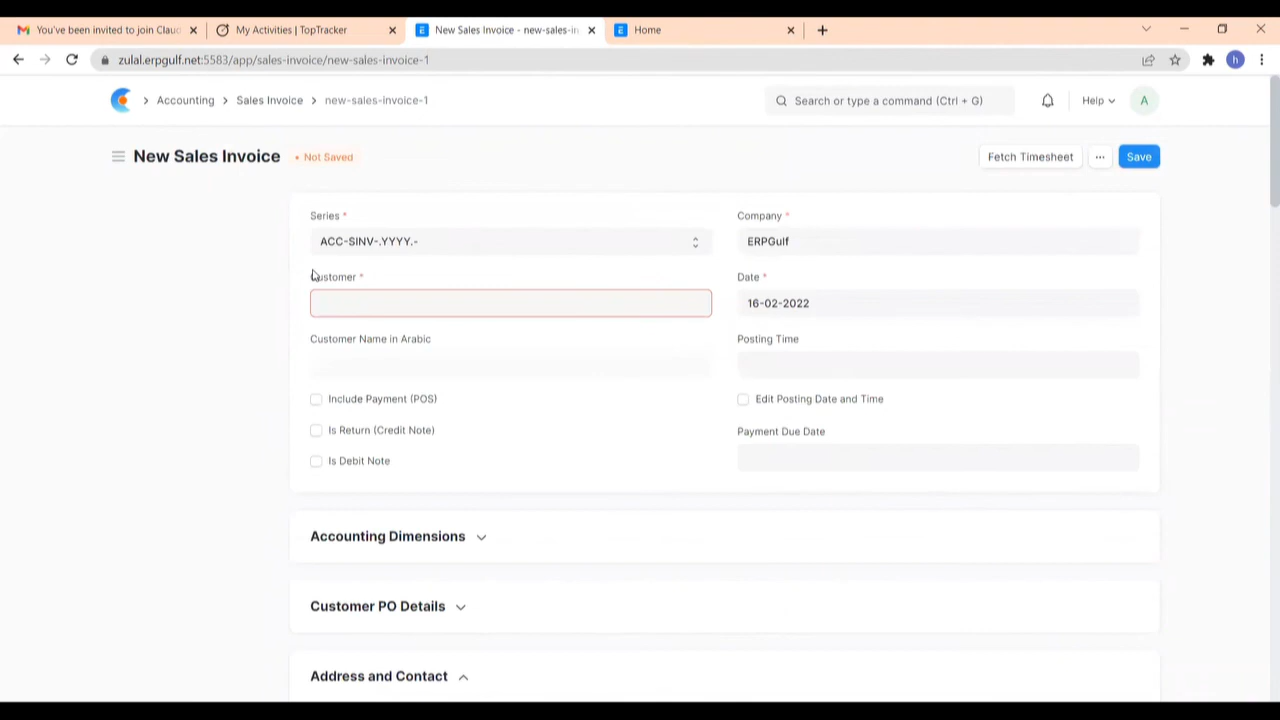 You've been invited to join Clauc
My Activities | TopTracker
New Sales Invoice - new-sales-in
Home
zulal.erpgulf.net:5583/app/sales-invoice/new-sales-invoice-1
h
Accounting
Sales Invoice
new-sales-invoice-1
Search or type a command (Ctrl + G)
Help
A
New Sales Invoice
• Not Saved
Fetch Timesheet
...
Save
Series *
Company *
ACC-SINV-.YYYY.-
ERPGulf
Customer *
Date *
16-02-2022
Customer Name in Arabic
Posting Time
Include Payment (POS)
Edit Posting Date and Time
Is Return (Credit Note)
Payment Due Date
Is Debit Note
Accounting Dimensions
Customer PO Details
Address and Contact